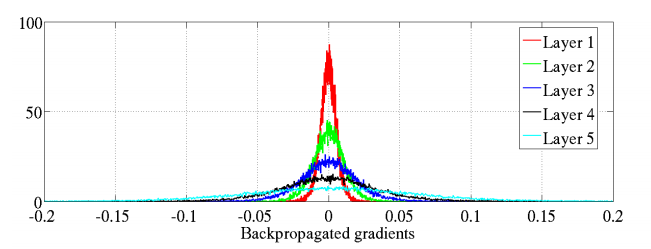 100
Layer 1
Layer 2
50
Layer 3
Layer 4
Layer 5
0
-0.2 -0.15 -0.1 -0.05 0 0.05 0.1 0.15 0.2
Backpropagated gradients